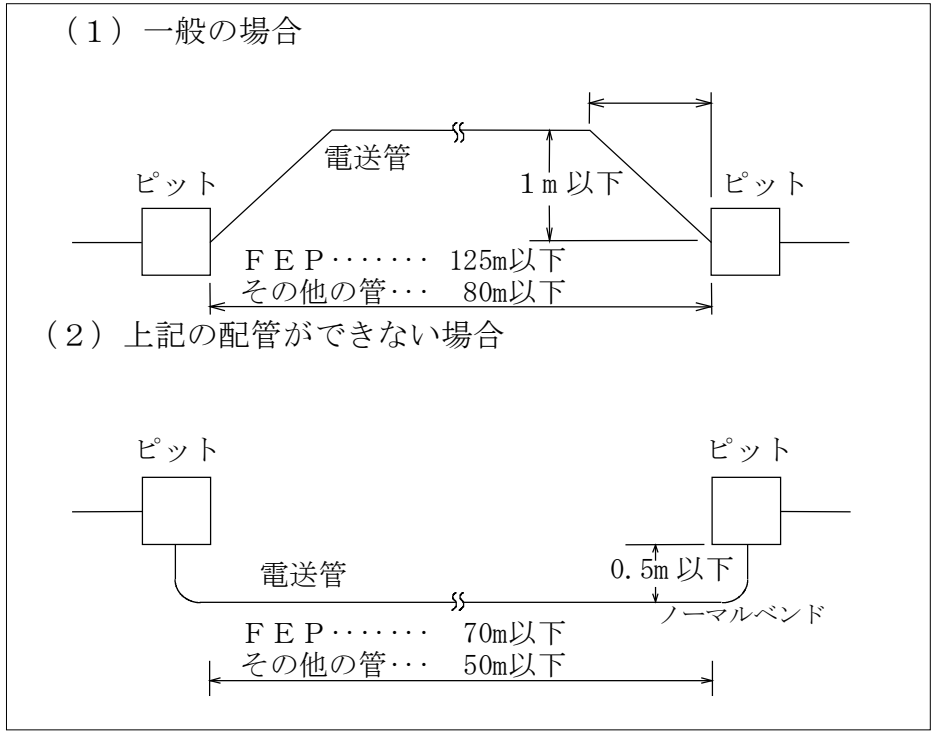 （１）一般の場合
電送管
１ｍ以下
ピット
ピット
ＦＥＰ‥‥‥‥ 125m以下
その他の管‥‥ 80m以下
（２）上記の配管ができない場合
ピット
ピット
電送管
0.5m以下
ノーマルベンド
ＦＥＰ‥‥‥‥ 70m以下
その他の管‥‥ 50m以下